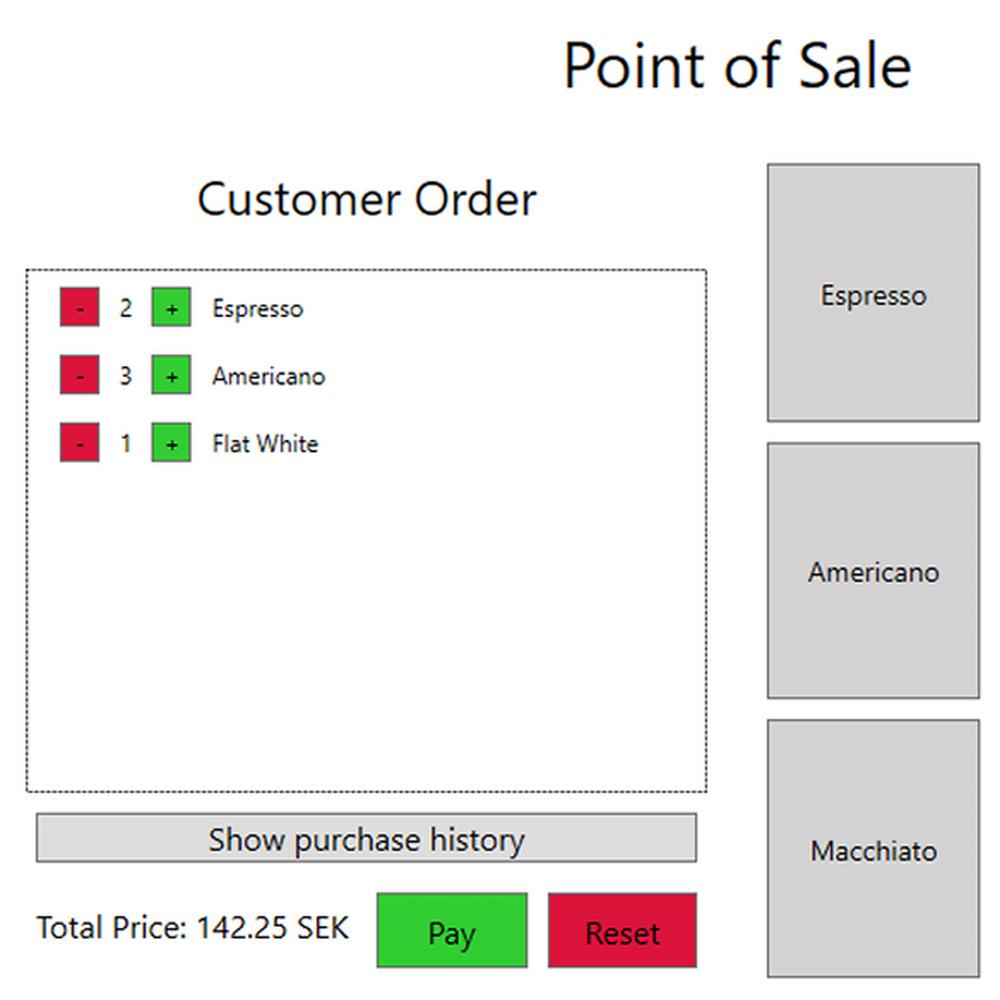 Point of Sale
Customer Order
- 2 + Espresso
- 3 + Americano
- 1 + Flat White
Show purchase history
Total Price: 142.25 SEK
Pay
Reset
Espresso
Americano
Macchiato